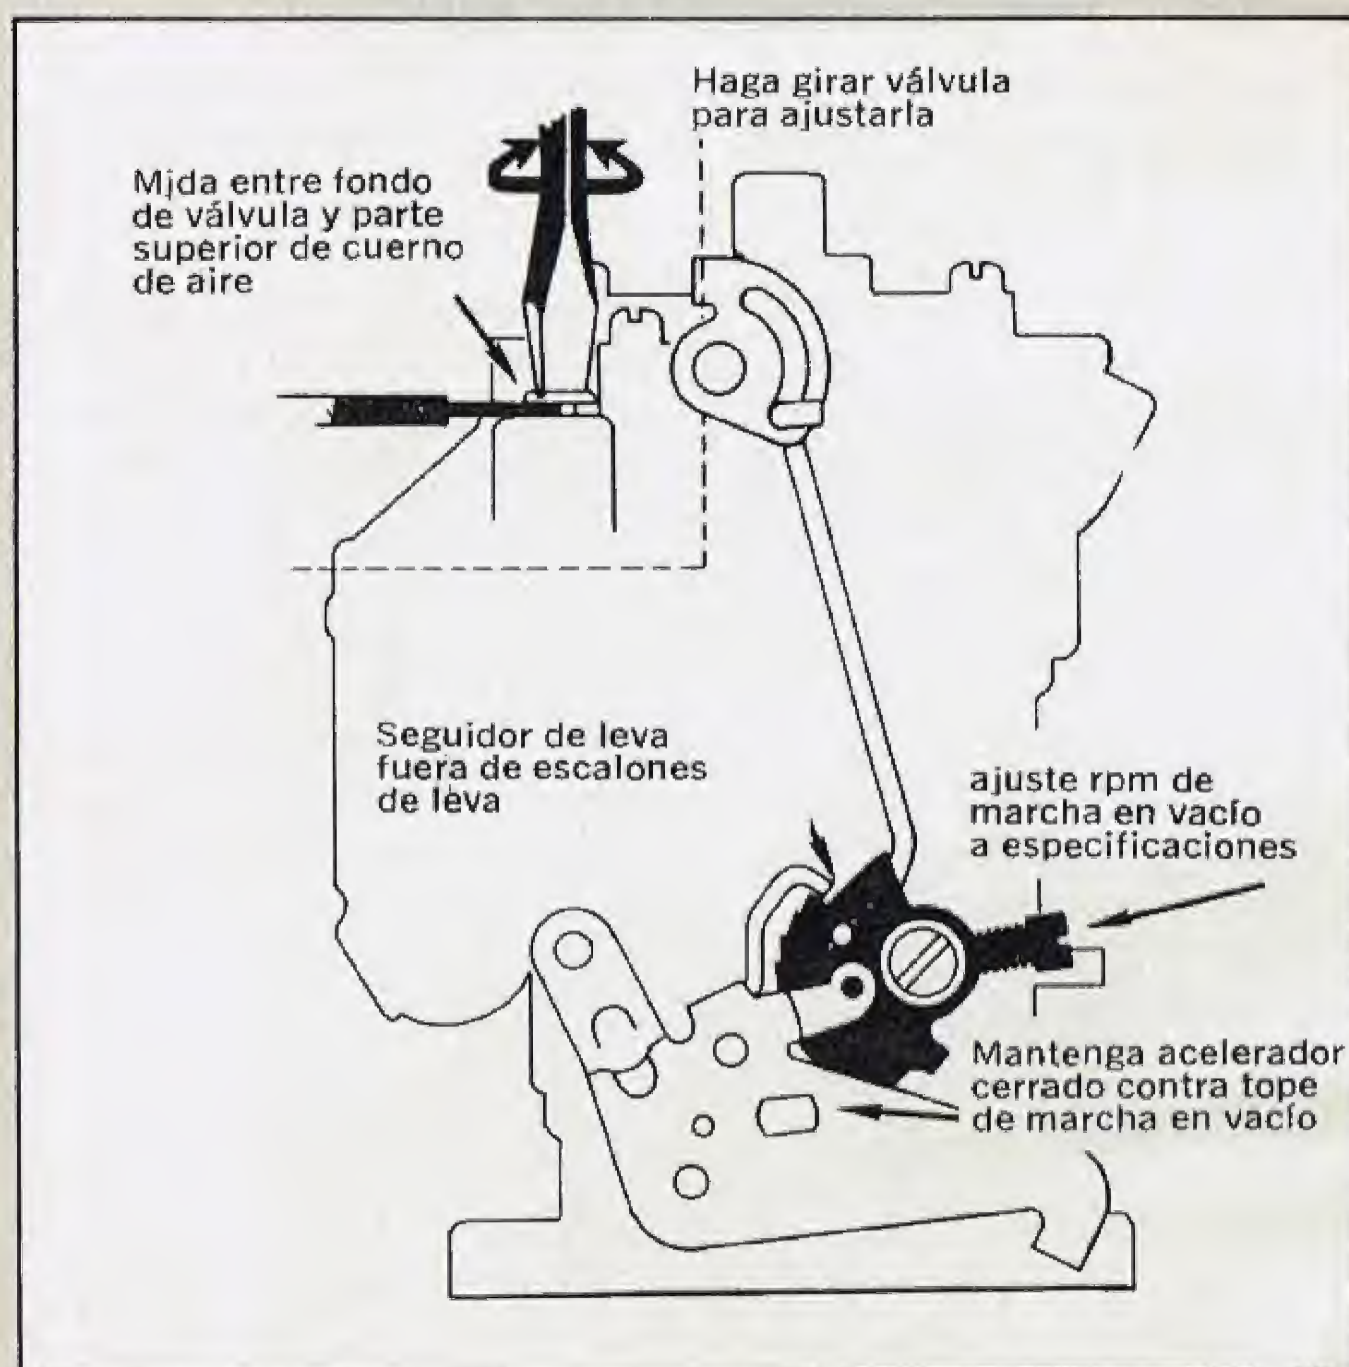 Haga girar válvula
para ajustarla
Mida entre fondo
de válvula y parte
superior de cuerno
de aire
Seguidor de leva
fuera de escalones
de leva
ajuste rpm de
marcha en vacío
a especificaciones
Mantenga acelerador
cerrado contra tope
de marcha en vacío